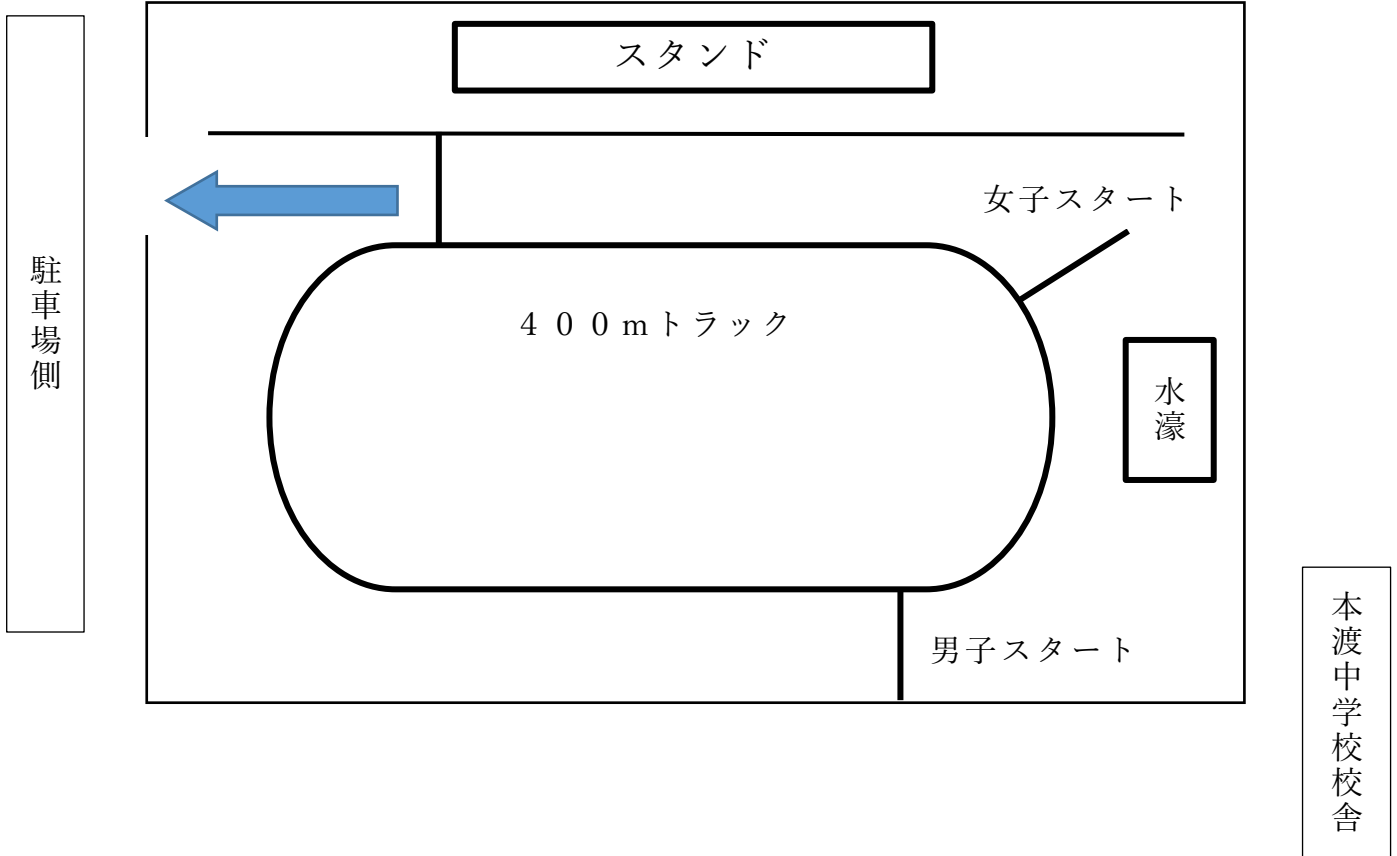 スタンド
女子スタート
駐車場側
４００ｍトラック
水濠
男子スタート
本渡中学校校舎